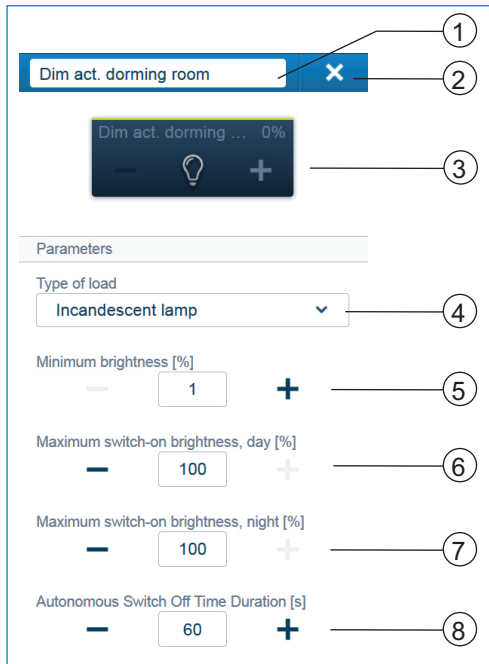 1
Dim act. dorming room
2
Dim act. dorming ... 0%
3
Parameters
Type of load
Incandescent lamp
4
Minimum brightness [%]
1
5
Maximum switch-on brightness, day [%]
100
6
Maximum switch-on brightness, night [%]
100
7
Autonomous Switch Off Time Duration [s]
60
8